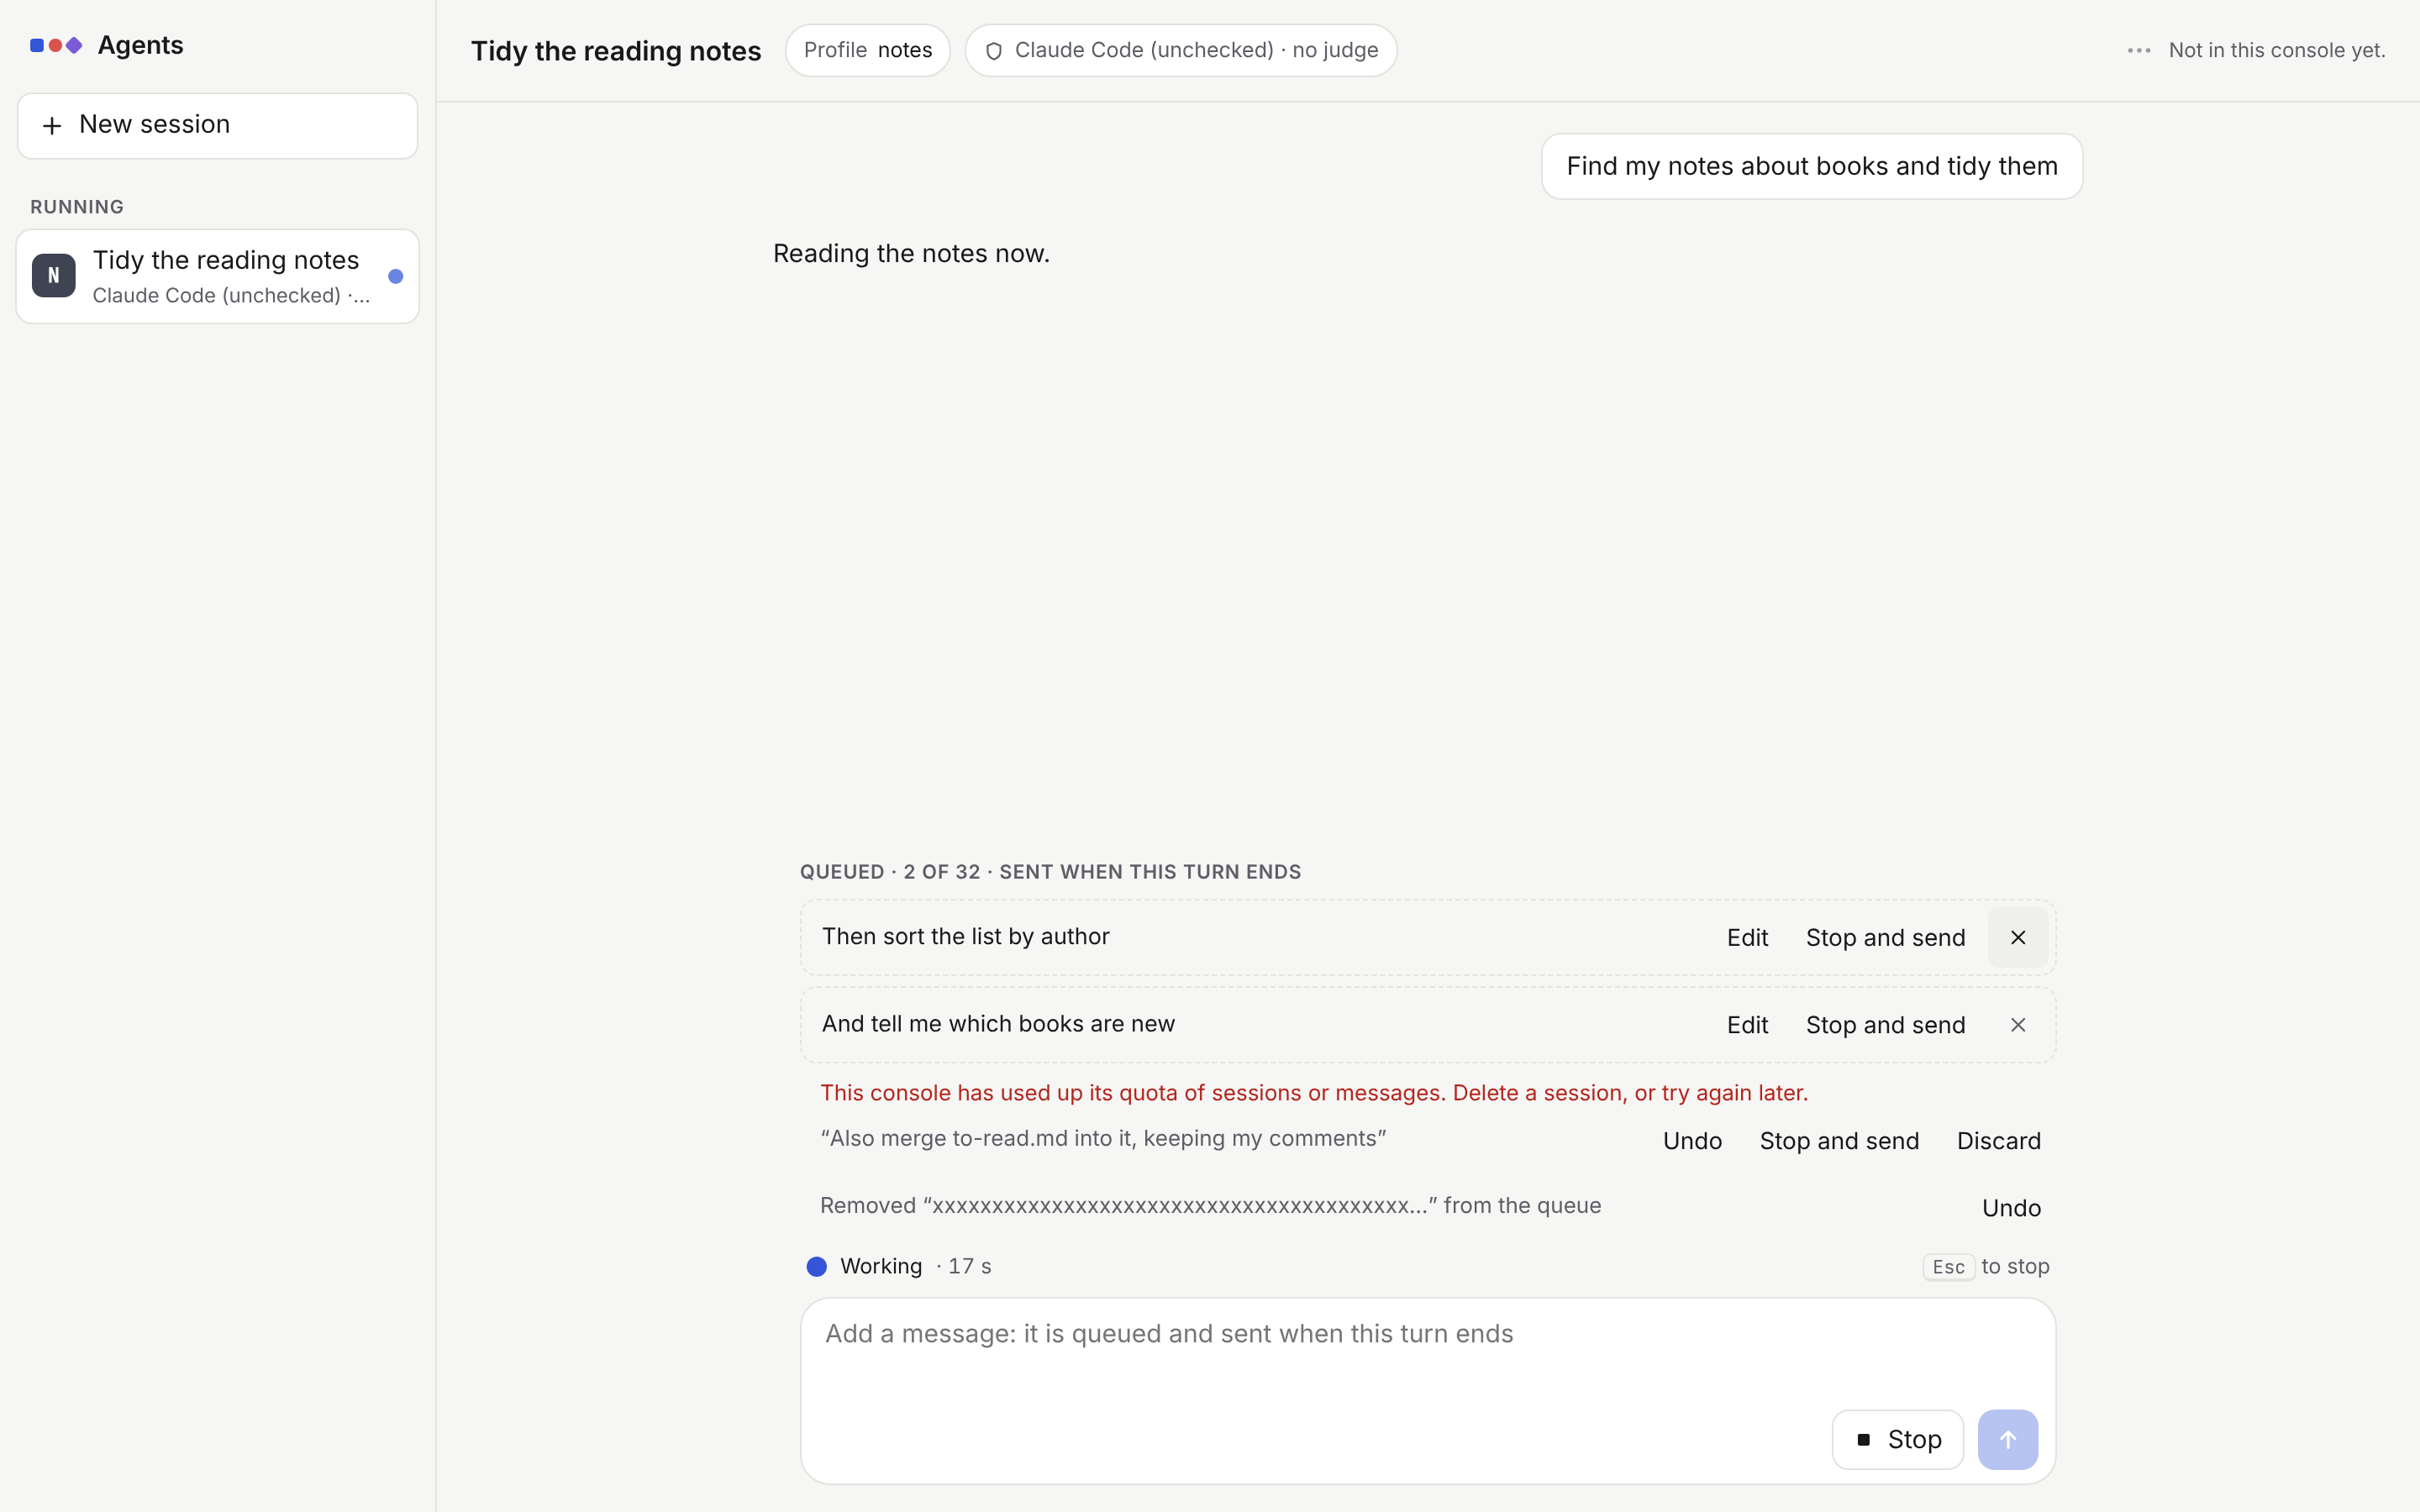 Agents
New session
RUNNING
N
Tidy the reading notes
Claude Code (unchecked) ·...
Tidy the reading notes
Profile notes
Claude Code (unchecked) · no judge
Not in this console yet.
Find my notes about books and tidy them
Reading the notes now.
QUEUED · 2 OF 32 · SENT WHEN THIS TURN ENDS
Then sort the list by author
Edit Stop and send
And tell me which books are new
Edit Stop and send
This console has used up its quota of sessions or messages. Delete a session, or try again later.
“Also merge to-read.md into it, keeping my comments”
Undo Stop and send Discard
Removed “xxxxxxxxxxxxxxxxxxxxxxxxxxxxxxxxxxxxxxxx…” from the queue
Undo
Working · 17 s
Esc to stop
Add a message: it is queued and sent when this turn ends
Stop